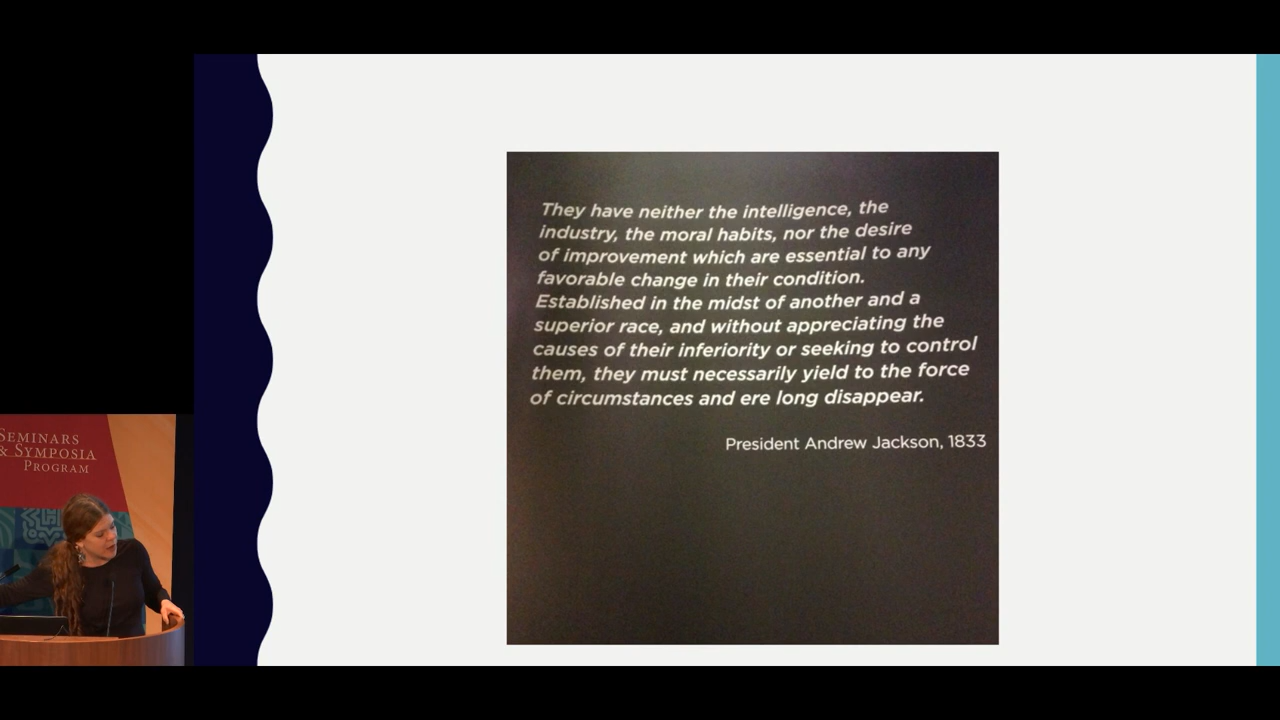 They have neither the intelligence, the
industry, the moral habits, nor the desire
of improvement which are essential to any
favorable change in their condition.
Established in the midst of another and a
superior race, and without appreciating the
causes of their inferiority or seeking to control
them, they must necessarily yield to the force
of circumstances and ere long disappear.
President Andrew Jackson, 1833
SEMINARS
& SYMPOSIA
PROGRAM